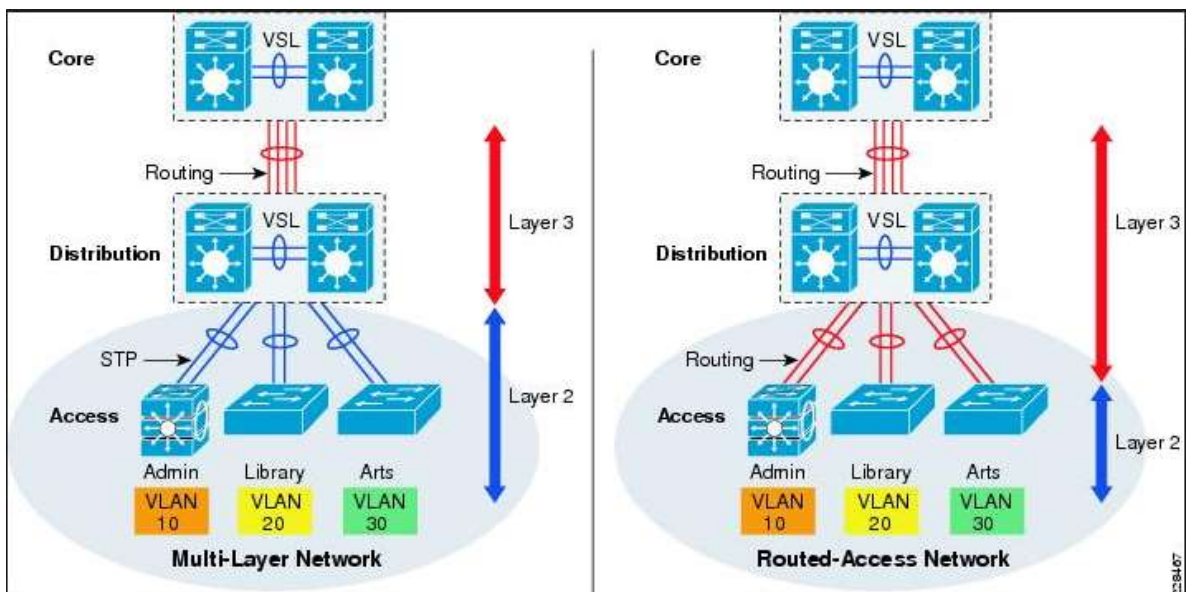 Core
VSL
Routing
Distribution
VSL
Layer 3
STP
Access
Layer 2
Admin
Library
Arts
VLAN
10
VLAN
20
VLAN
30
Multi-Layer Network
Core
VSL
Routing
Distribution
VSL
Layer 3
Routing
Access
Layer 2
Admin
Library
Arts
VLAN
10
VLAN
20
VLAN
30
Routed-Access Network
228467